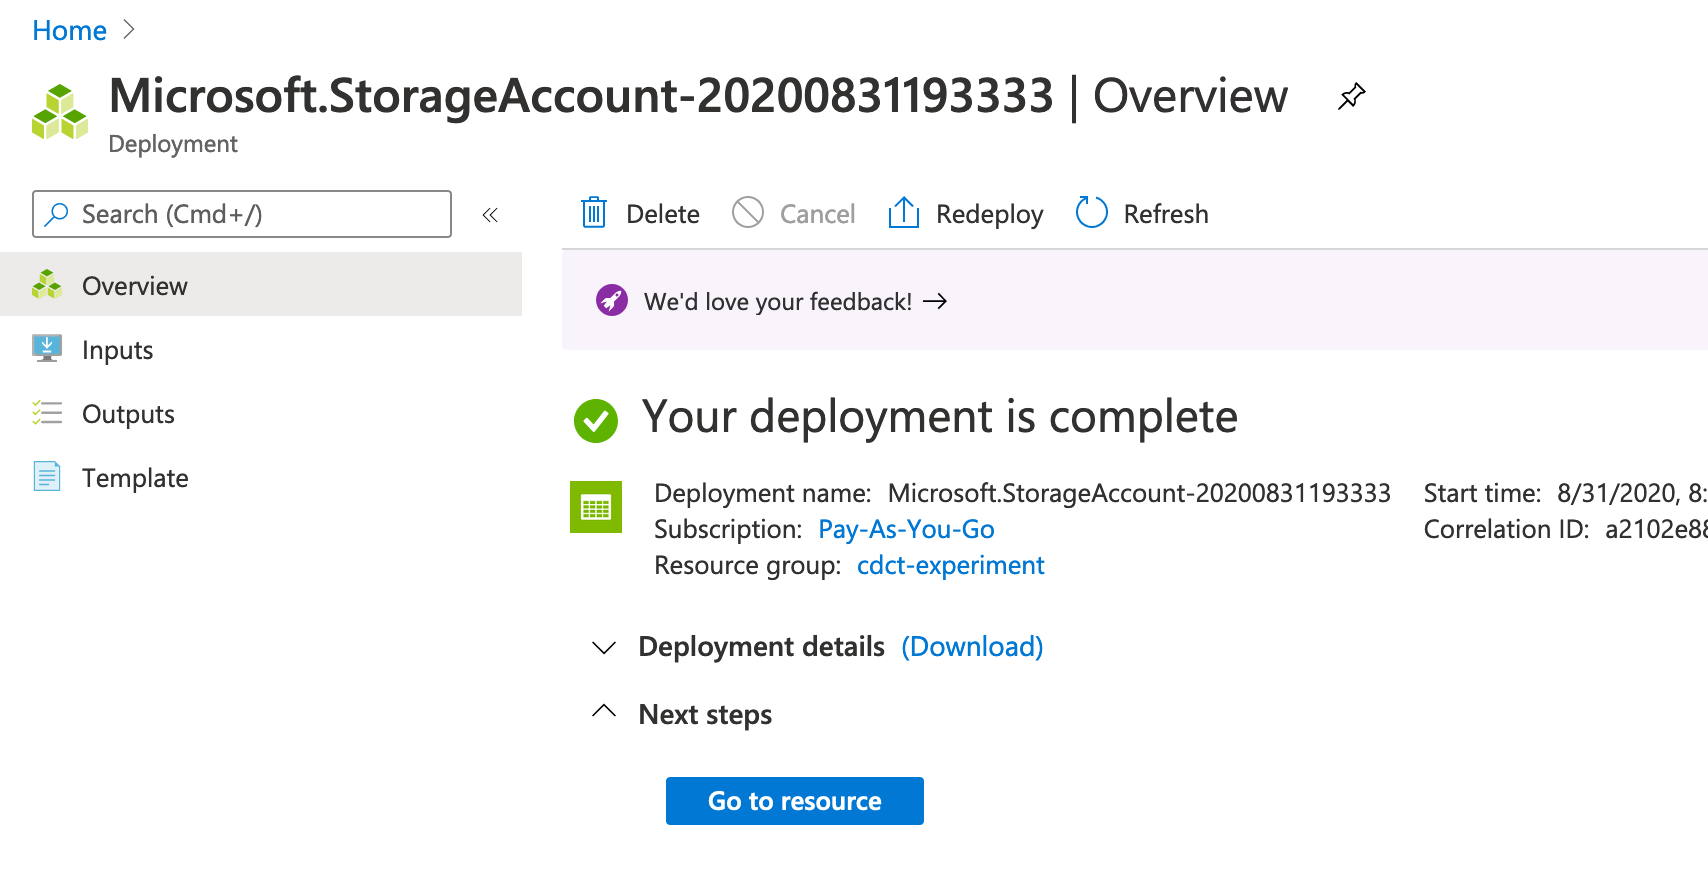 Home
Microsoft.StorageAccount-20200831193333 | Overview
Deployment
Search (Cmd+/)
«
Delete Cancel Redeploy Refresh
Overview
Inputs
Outputs
Template
We'd love your feedback! →
Your deployment is complete
Deployment name: Microsoft.StorageAccount-20200831193333 Start time: 8/31/2020, 8:
Subscription: Pay-As-You-Go Correlation ID: a2102e88
Resource group: cdct-experiment
Deployment details (Download)
Next steps
Go to resource